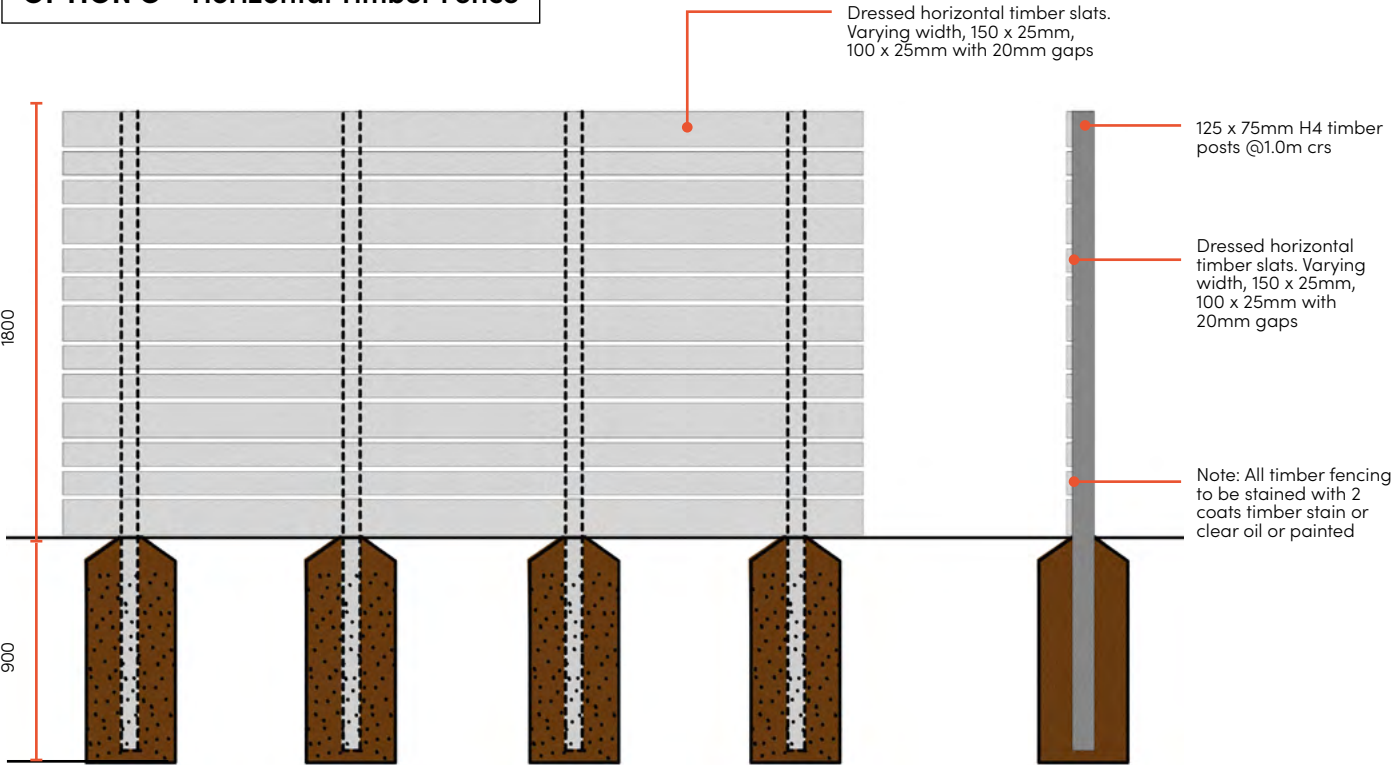 Horizontal Timber Fence
Dressed horizontal timber slats.
Varying width, 150 x 25mm,
100 x 25mm with 20mm gaps
125 x 75mm H4 timber
posts @1.0m crs
Dressed horizontal
timber slats. Varying
width, 150 x 25mm,
100 x 25mm with
20mm gaps
Note: All timber fencing
to be stained with 2
coats timber stain or
clear oil or painted
1800
900